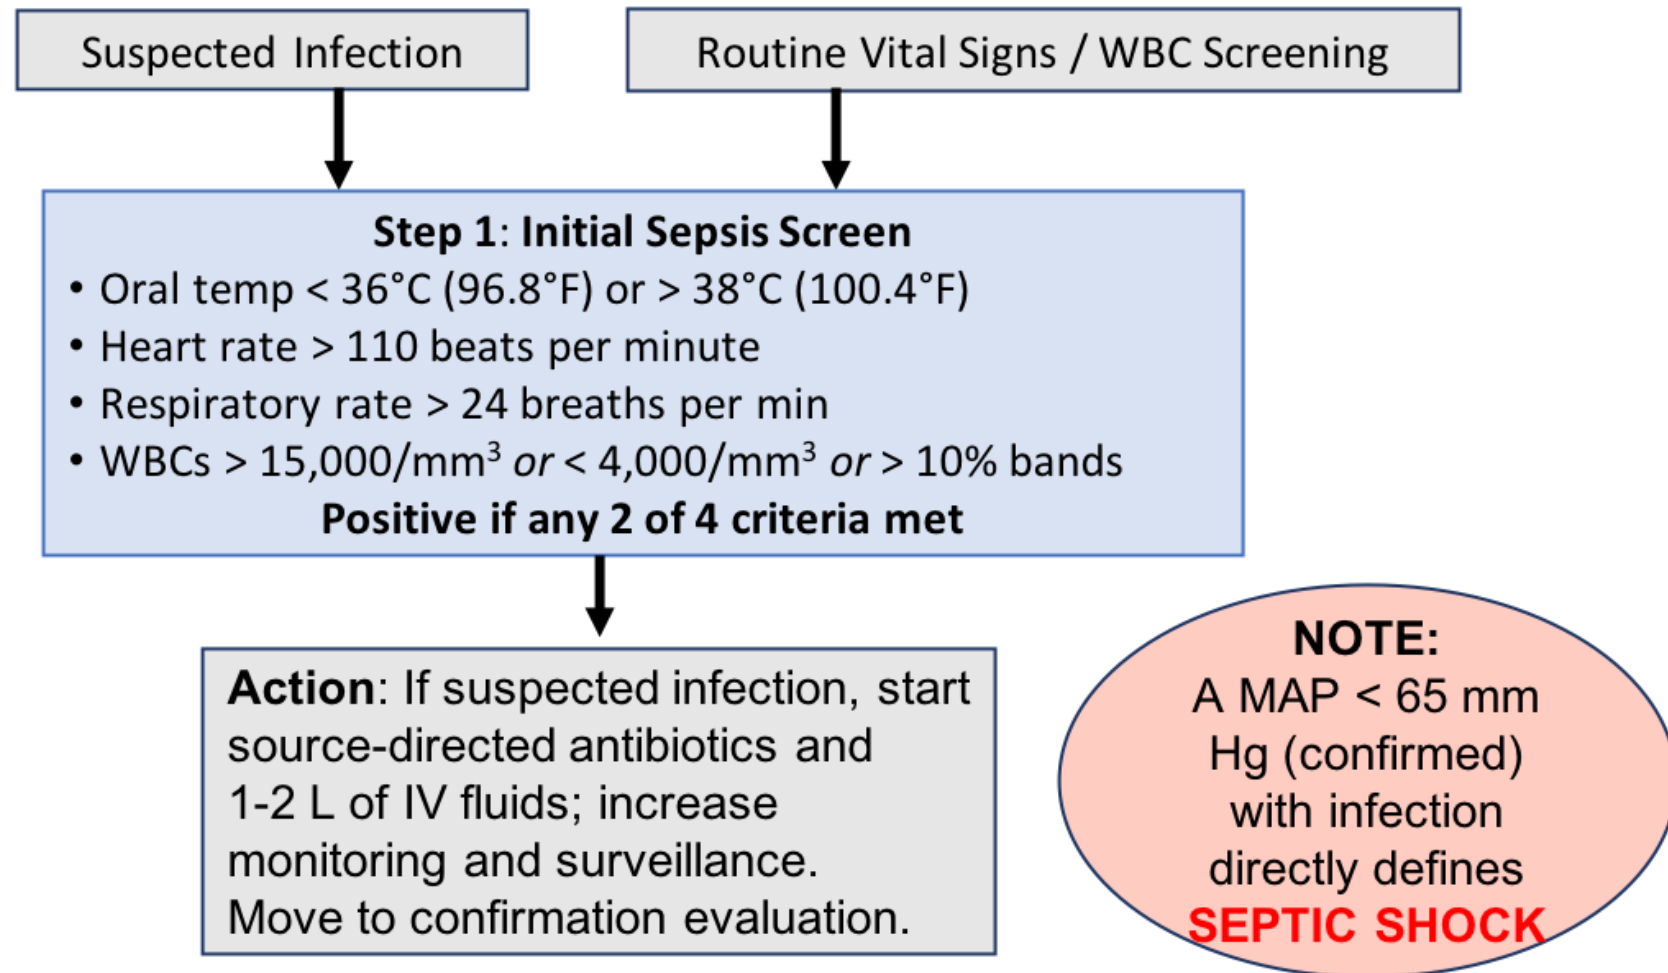 Suspected Infection
Routine Vital Signs / WBC Screening
Step 1: Initial Sepsis Screen
• Oral temp < 36°C (96.8°F) or > 38°C (100.4°F)
• Heart rate > 110 beats per minute
• Respiratory rate > 24 breaths per min
• WBCs > 15,000/mm³ or < 4,000/mm³ or > 10% bands
Positive if any 2 of 4 criteria met
Action: If suspected infection, start
source-directed antibiotics and
1-2 L of IV fluids; increase
monitoring and surveillance.
Move to confirmation evaluation.
NOTE:
A MAP < 65 mm
Hg (confirmed)
with infection
directly defines
SEPTIC SHOCK